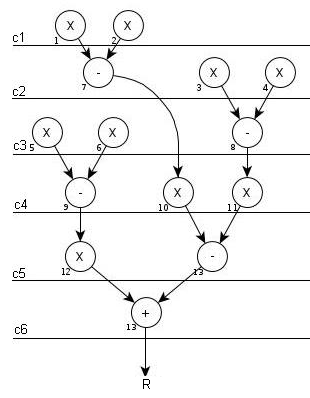 X X
c1 1 2
- X X
7 3 4
c2
X X -
5 6 8
c3
- X X
9 10 11
c4
X -
12 13
c5
+
13
c6
R